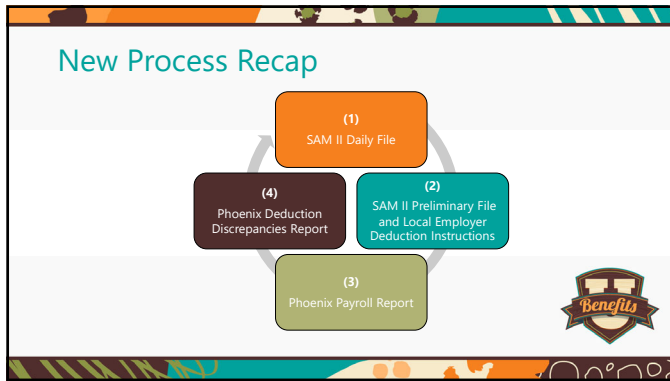 New Process Recap
(1)
SAM II Daily File
(2)
SAM II Preliminary File
and Local Employer
Deduction Instructions
(3)
Phoenix Payroll Report
(4)
Phoenix Deduction
Discrepancies Report
Benefits